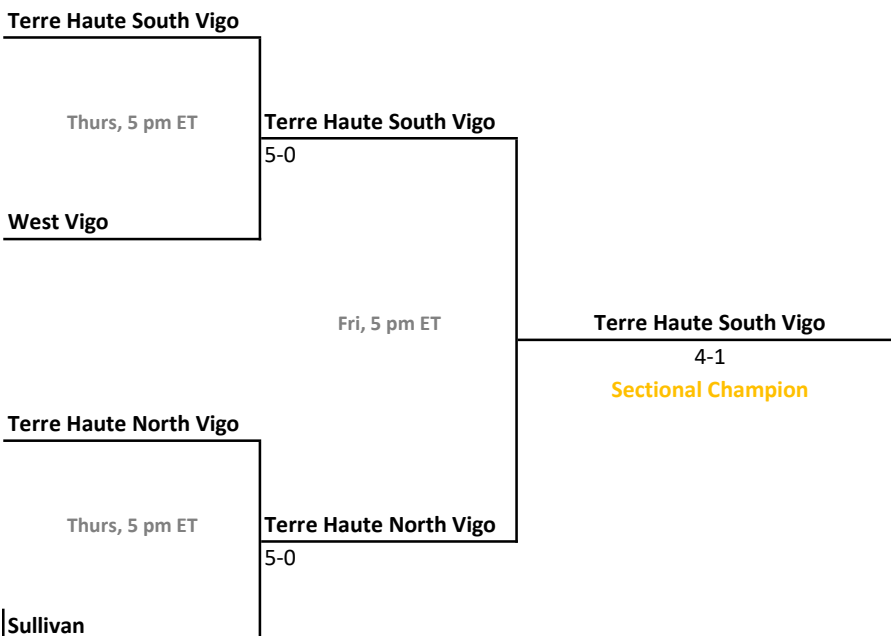 Terre Haute South Vigo
Thurs, 5 pm ET
Terre Haute South Vigo
5-0
West Vigo
Fri, 5 pm ET
Terre Haute South Vigo
4-1
Sectional Champion
Terre Haute North Vigo
Thurs, 5 pm ET
Terre Haute North Vigo
5-0
Sullivan